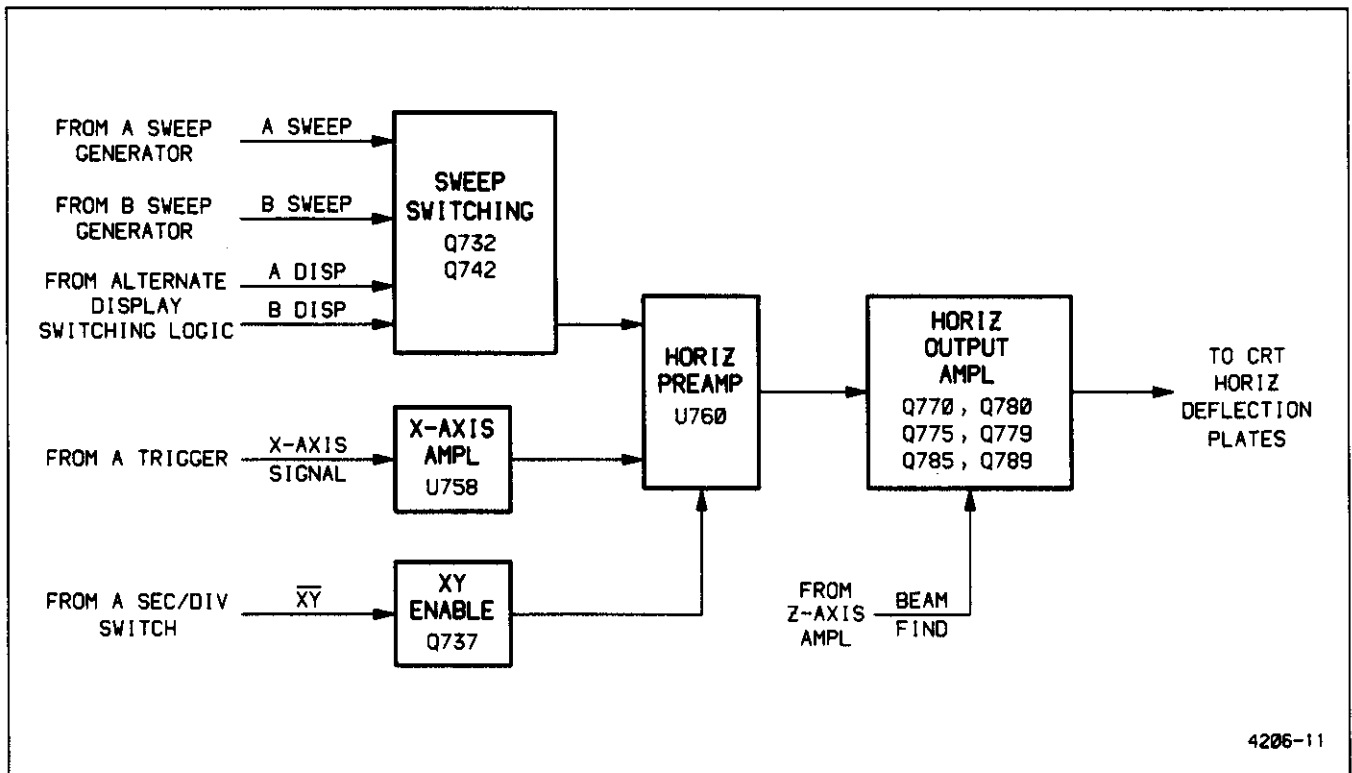 FROM A SWEEP
GENERATOR
A SWEEP
FROM B SWEEP
GENERATOR
B SWEEP
FROM ALTERNATE
DISPLAY
SWITCHING LOGIC
A DISP
B DISP
SWEEP
SWITCHING
Q732
Q742
FROM A TRIGGER
X-AXIS
SIGNAL
X-AXIS
AMPL
U758
FROM A SEC/DIV
SWITCH
X̅Y̅
XY
ENABLE
Q737
HORIZ
PREAMP
U760
HORIZ
OUTPUT
AMPL
Q770, Q780
Q775, Q779
Q785, Q789
FROM
Z-AXIS
AMPL
BEAM
FIND
TO CRT
HORIZ
DEFLECTION
PLATES
4206-11